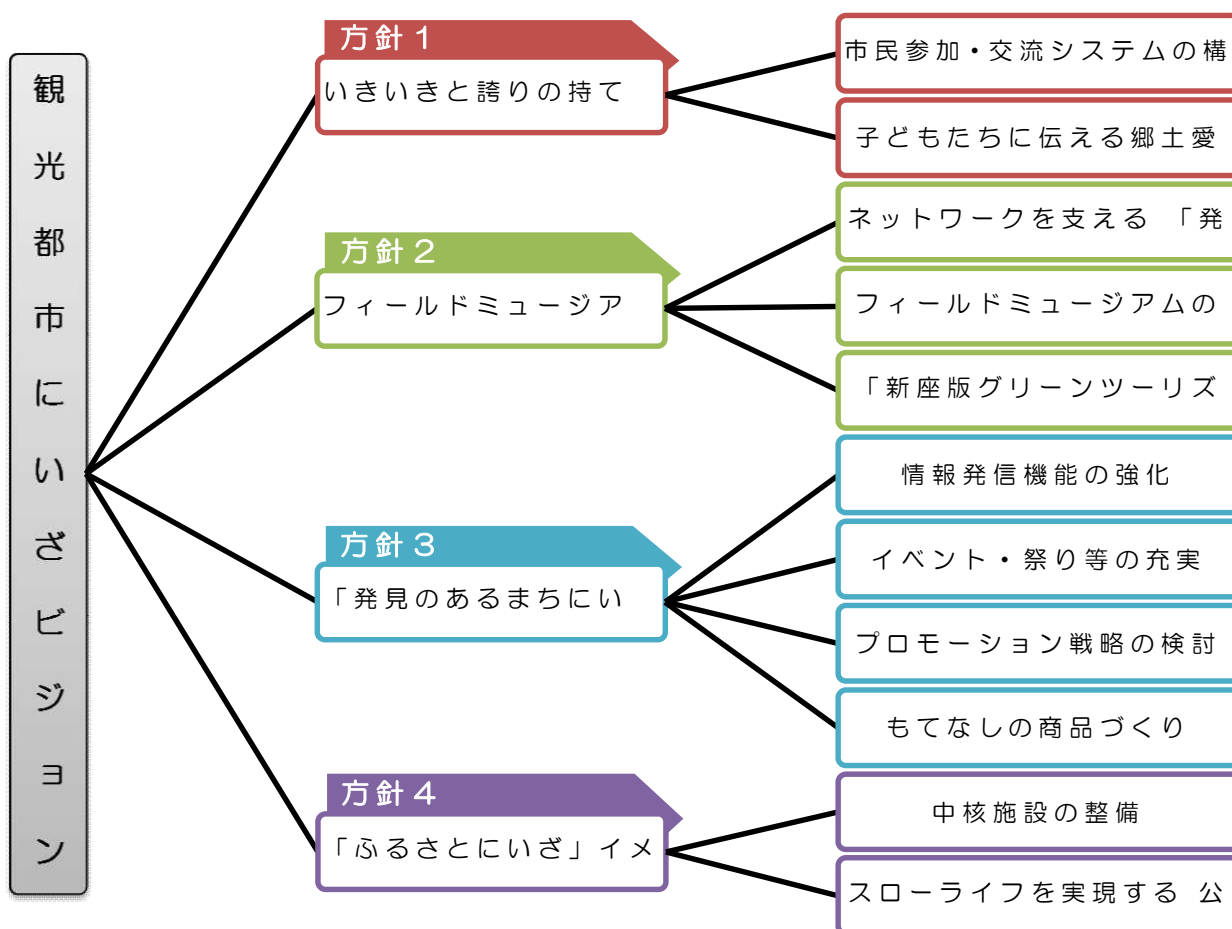 観光都市にいざビジョン
方針１
いきいきと誇りの持て
市民参加・交流システムの構
子どもたちに伝える郷土愛
方針２
フィールドミュージア
ネットワークを支える 「発
フィールドミュージアムの
「新座版グリーンツーリズ
方針３
「発見のあるまちにい
情報発信機能の強化
イベント・祭り等の充実
プロモーション戦略の検討
もてなしの商品づくり
方針４
「ふるさとにいざ」イメ
中核施設の整備
スローライフを実現する 公